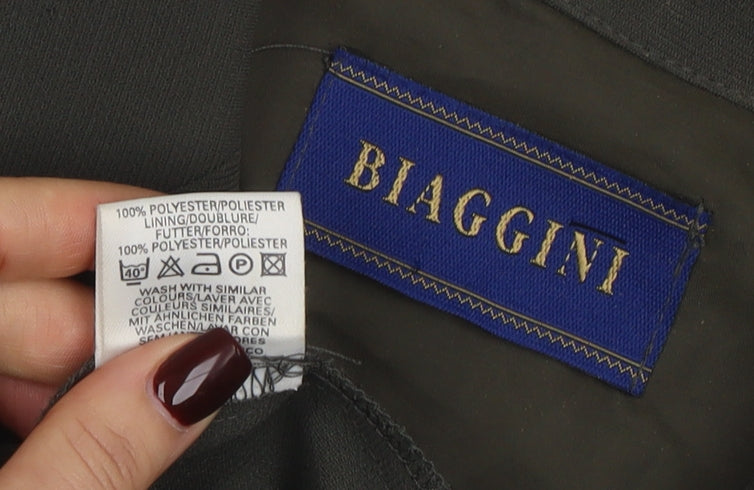 100% POLYESTER/POLIESTER
LINING/DOUBLURE/
FUTTER/FORRO:
100% POLYESTER/POLIESTER
40°
P
WASH WITH SIMILAR
COLOURS/LAVER AVEC
COULEURS SIMILAIRES/
MIT ÄHNLICHEN FARBEN
WASCHEN/LAVAR CON
BIAGGINI